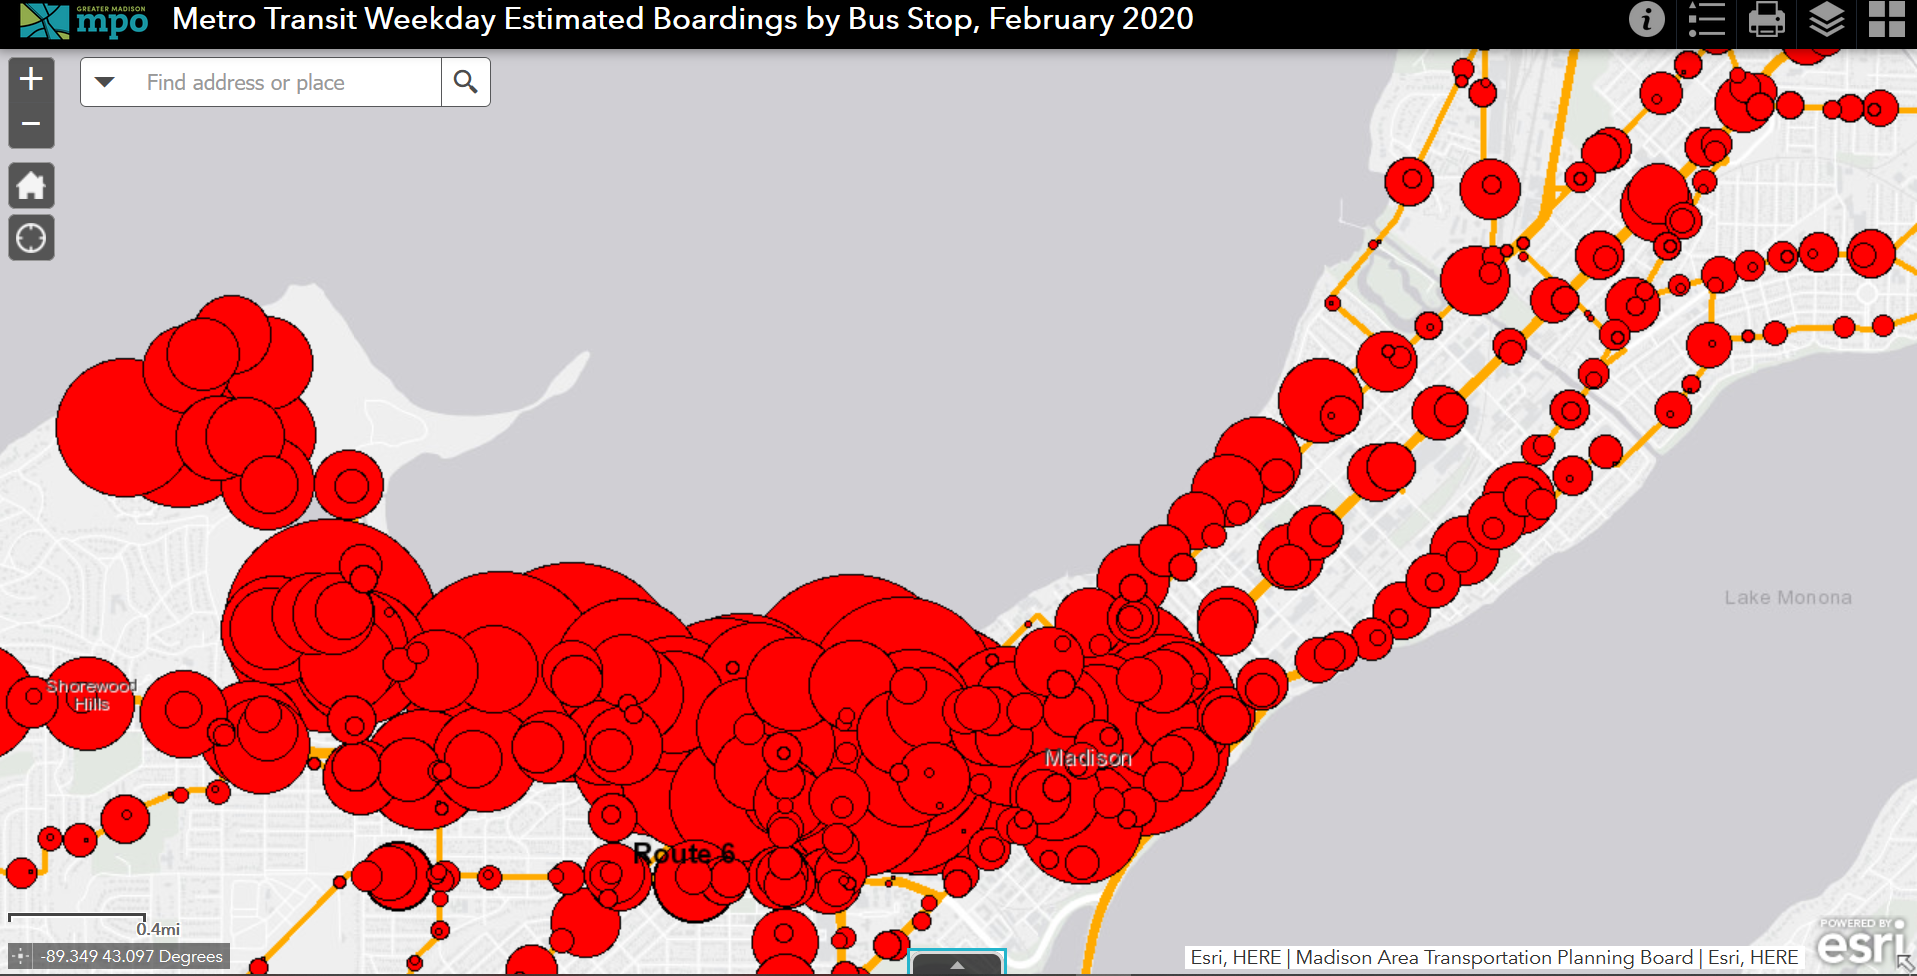 GREATER MADISON
mpo
Metro Transit Weekday Estimated Boardings by Bus Stop, February 2020
+
Find address or place
−
Lake Monona
Shorewood
Hills
Madison
Route 6
0.4mi
-89.349 43.097 Degrees
POWERED BY
esri
Esri, HERE | Madison Area Transportation Planning Board | Esri, HERE